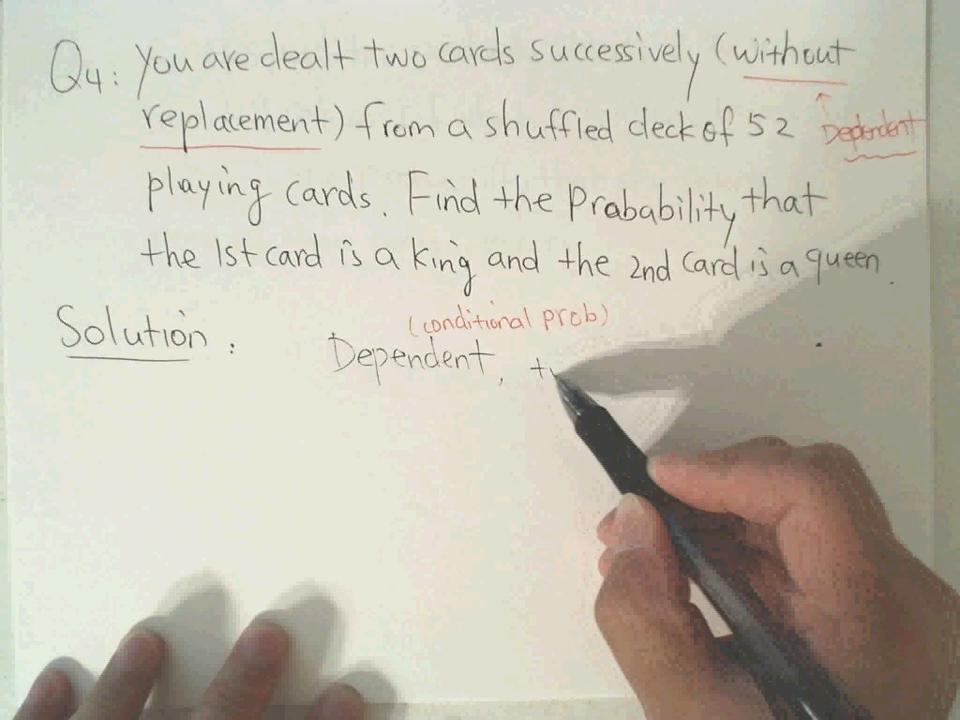 Q4: You are dealt two cards successively (without
replacement) from a shuffled deck of 52
Dependent
playing cards. Find the Prabability that
the 1st card is a king and the 2nd card is a queen.
Solution:
(conditional prob)
Dependent,